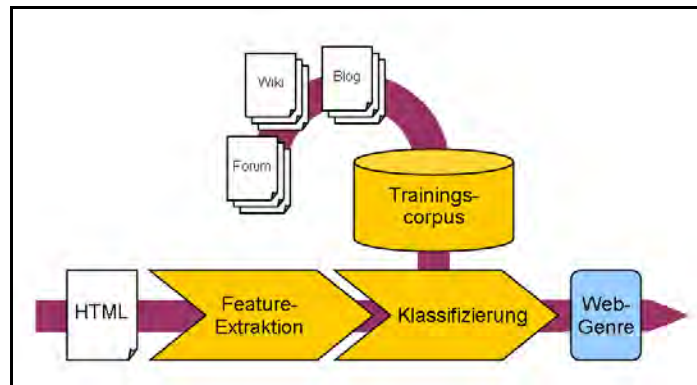 Wiki
Blog
Forum
Trainings-
corpus
HTML
Feature-
Extraktion
Klassifizierung
Web-
Genre